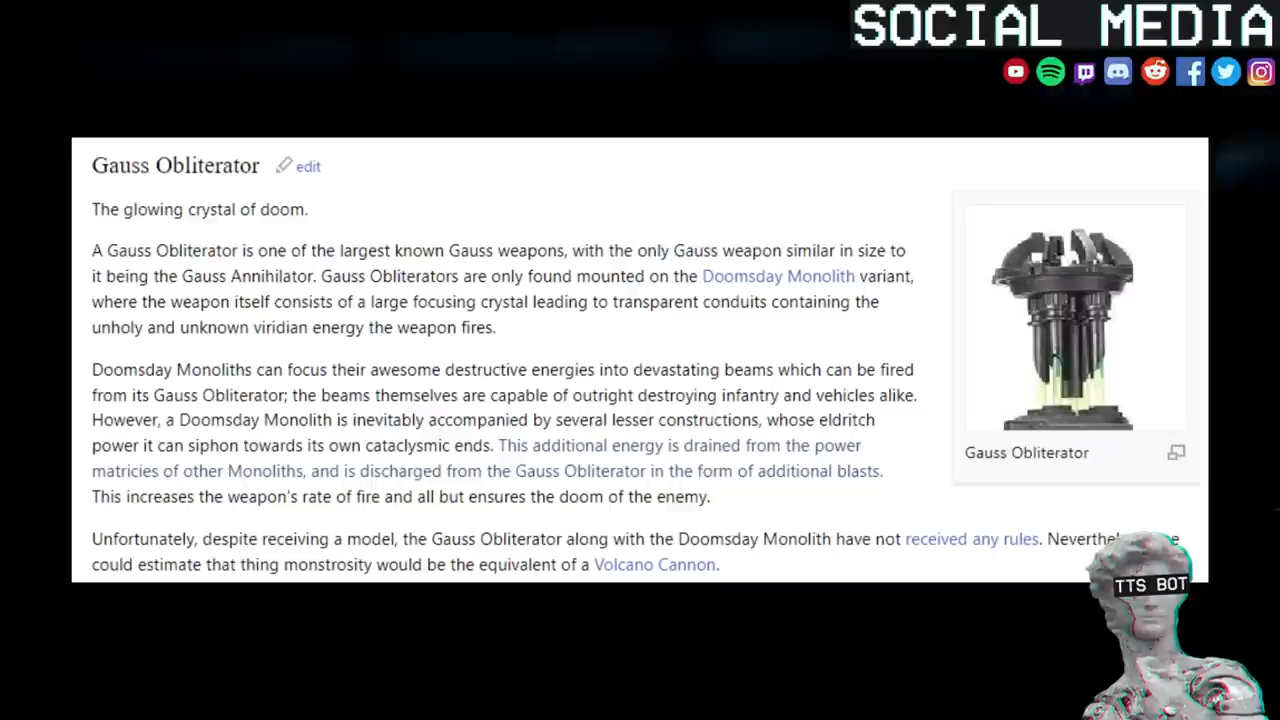 SOCIAL MEDIA
Gauss Obliterator edit
The glowing crystal of doom.
A Gauss Obliterator is one of the largest known Gauss weapons, with the only Gauss weapon similar in size to
it being the Gauss Annihilator. Gauss Obliterators are only found mounted on the Doomsday Monolith variant,
where the weapon itself consists of a large focusing crystal leading to transparent conduits containing the
unholy and unknown viridian energy the weapon fires.
Doomsday Monoliths can focus their awesome destructive energies into devastating beams which can be fired
from its Gauss Obliterator; the beams themselves are capable of outright destroying infantry and vehicles alike.
However, a Doomsday Monolith is inevitably accompanied by several lesser constructions, whose eldritch
power it can siphon towards its own cataclysmic ends. This additional energy is drained from the power
matricies of other Monoliths, and is discharged from the Gauss Obliterator in the form of additional blasts.
This increases the weapon's rate of fire and all but ensures the doom of the enemy.
Gauss Obliterator
Unfortunately, despite receiving a model, the Gauss Obliterator along with the Doomsday Monolith have not received any rules.
could estimate that thing monstrosity would be the equivalent of a Volcano Cannon.
TTS BOT